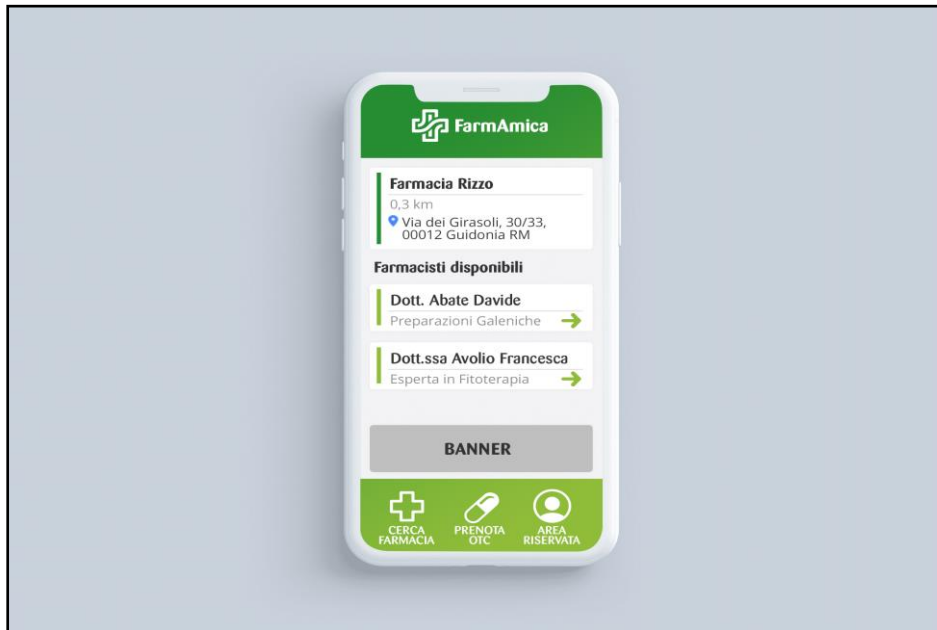 FarmAmica
Farmacia Rizzo
0,3 km
Via dei Girasoli, 30/33,
00012 Guidonia RM
Farmacisti disponibili
Dott. Abate Davide
Preparazioni Galeniche
Dott.ssa Avolio Francesca
Esperta in Fitoterapia
BANNER
CERCA
FARMACIA
PRENOTA
OTC
AREA
RISERVATA